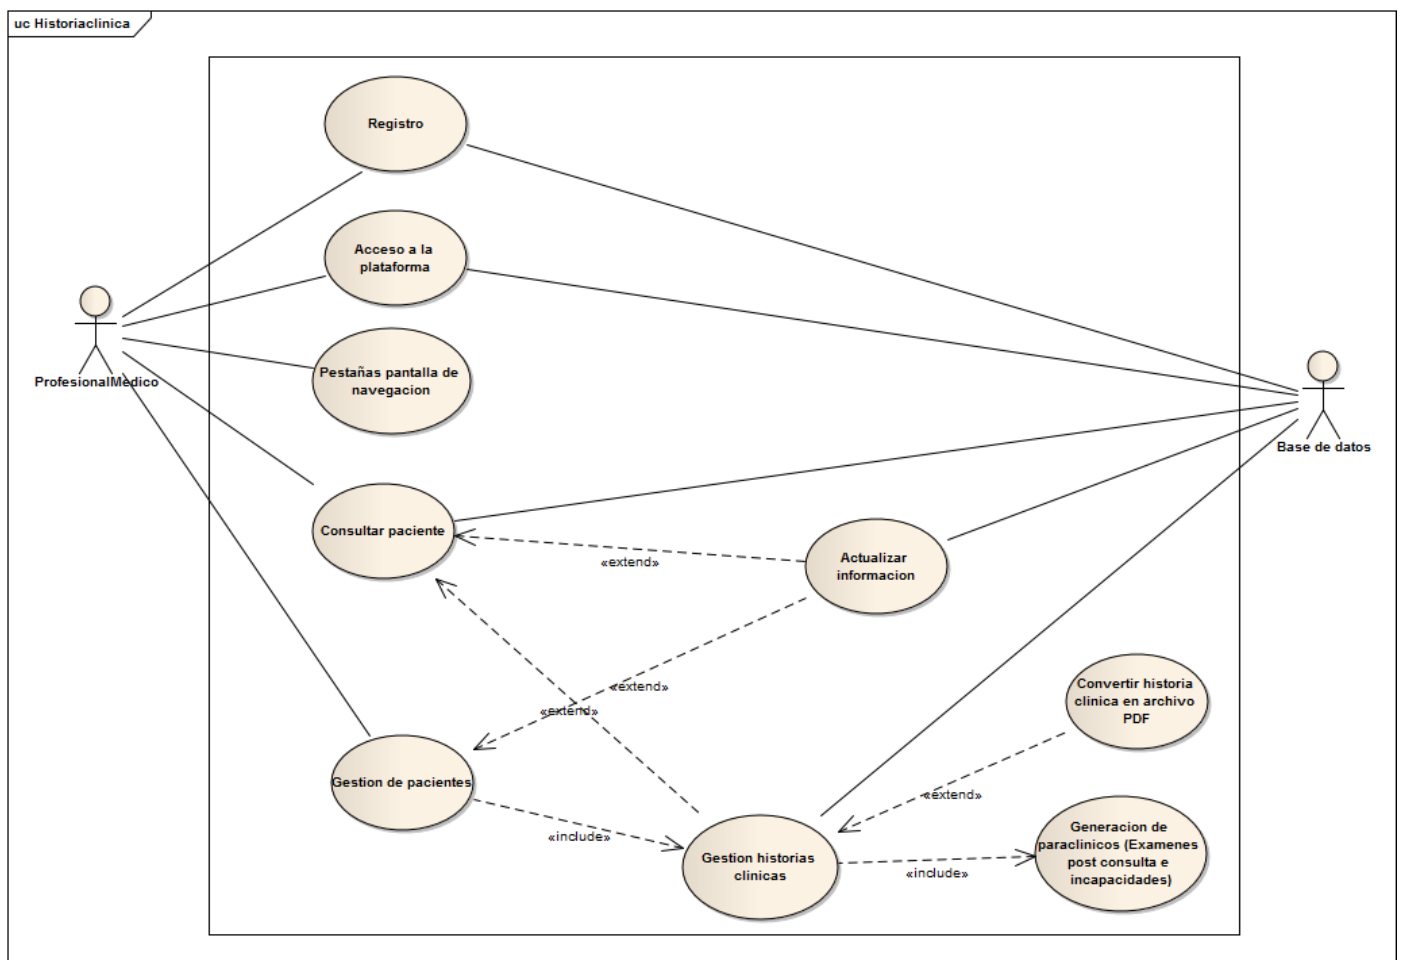 uc Historiaclinica
Registro
Acceso a la
plataforma
ProfesionalMedico
Pestañas pantalla de
navegacion
Base de datos
Consultar paciente
Actualizar
informacion
«extend»
«extend»
«extend»
Convertir historia
clinica en archivo
PDF
Gestion de pacientes
«extend»
«include»
Generacion de
paraclinicos (Examenes
post consulta e
incapacidades)
Gestion historias
clinicas
«include»